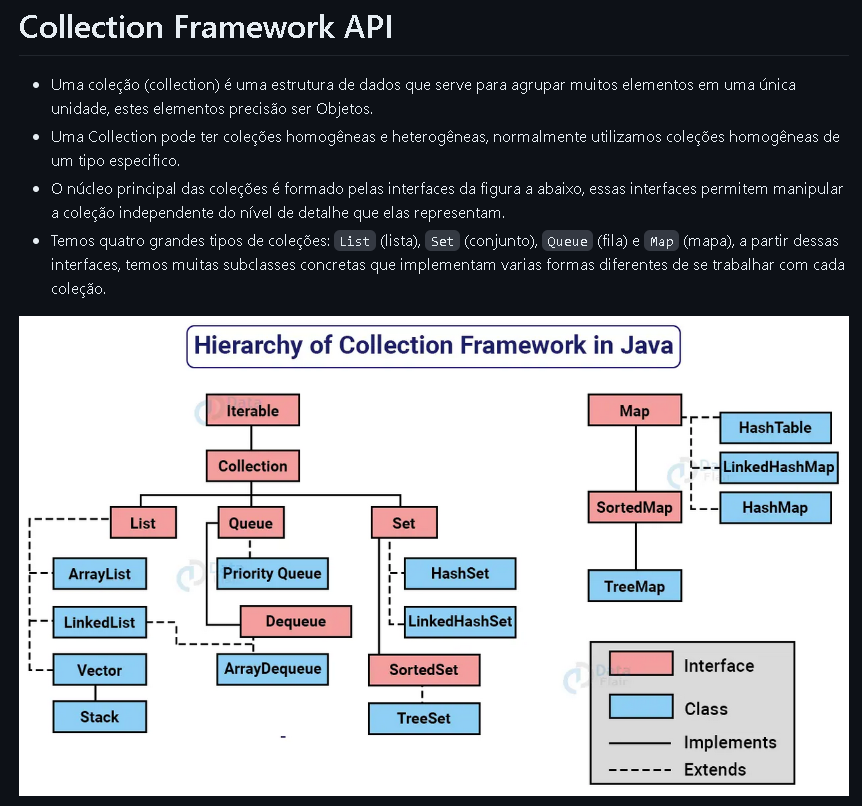 Collection Framework API
Uma coleção (collection) é uma estrutura de dados que serve para agrupar muitos elementos em uma única
unidade, estes elementos precisão ser Objetos.
Uma Collection pode ter coleções homogêneas e heterogêneas, normalmente utilizamos coleções homogêneas de
um tipo especifico.
O núcleo principal das coleções é formado pelas interfaces da figura a abaixo, essas interfaces permitem manipular
a coleção independente do nível de detalhe que elas representam.
Temos quatro grandes tipos de coleções: List (lista), Set (conjunto), Queue (fila) e Map (mapa), a partir dessas
interfaces, temos muitas subclasses concretas que implementam varias formas diferentes de se trabalhar com cada
coleção.
Hierarchy of Collection Framework in Java
Iterable
Collection
List
Queue
Set
ArrayList
Priority Queue
HashSet
LinkedList
Dequeue
LinkedHashSet
Vector
ArrayDequeue
SortedSet
Stack
TreeSet
Map
HashTable
LinkedHashMap
SortedMap
HashMap
TreeMap
Interface
Class
Implements
Extends
Data
Flair